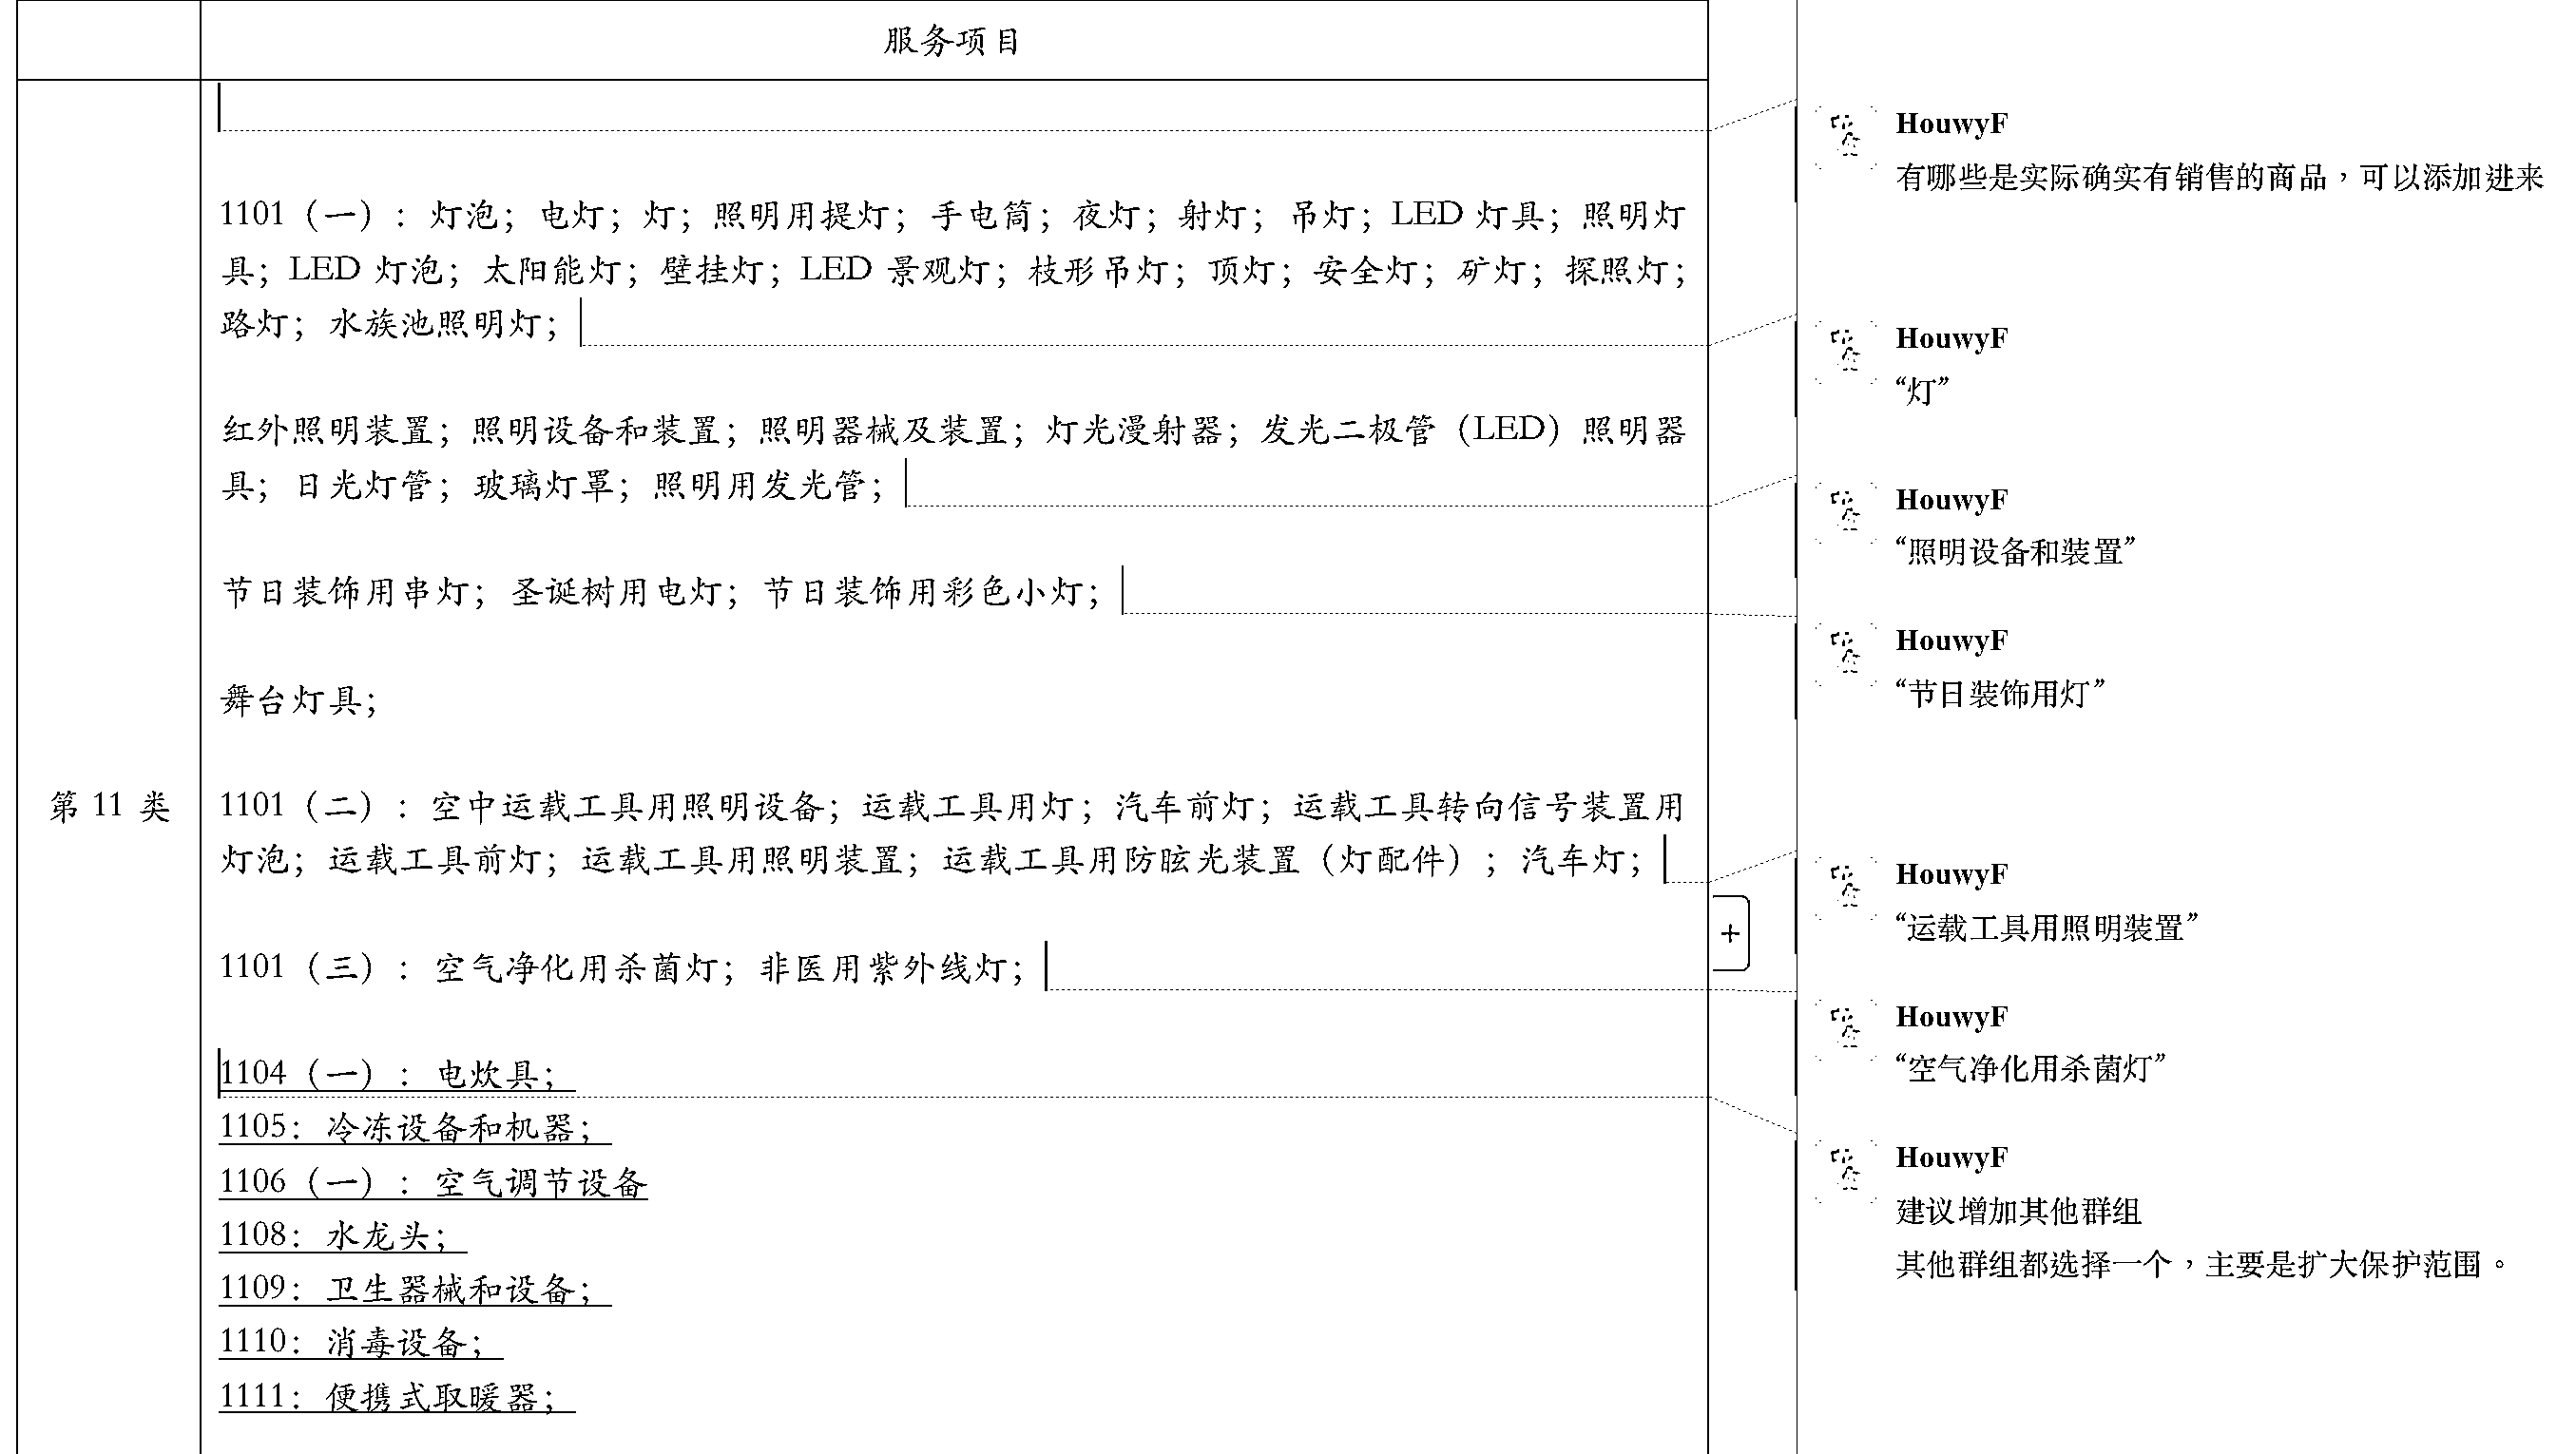 服务项目
第 11 类
1101（一）：灯泡；电灯；灯；照明用提灯；手电筒；夜灯；射灯；吊灯；LED 灯具；照明灯
具；LED 灯泡；太阳能灯；壁挂灯；LED 景观灯；枝形吊灯；顶灯；安全灯；矿灯；探照灯；
路灯；水族池照明灯；
红外照明装置；照明设备和装置；照明器械及装置；灯光漫射器；发光二极管（LED）照明器
具；日光灯管；玻璃灯罩；照明用发光管；
节日装饰用串灯；圣诞树用电灯；节日装饰用彩色小灯；
舞台灯具；
1101（二）：空中运载工具用照明设备；运载工具用灯；汽车前灯；运载工具转向信号装置用
灯泡；运载工具前灯；运载工具用照明装置；运载工具用防眩光装置（灯配件）；汽车灯；
1101（三）：空气净化用杀菌灯；非医用紫外线灯；
1104（一）：电炊具；
1105：冷冻设备和机器；
1106（一）：空气调节设备
1108：水龙头；
1109：卫生器械和设备；
1110：消毒设备；
1111：便携式取暖器；
HouwyF
有哪些是实际确实有销售的商品，可以添加进来
HouwyF
“灯”
HouwyF
“照明设备和装置”
HouwyF
“节日装饰用灯”
+
HouwyF
“运载工具用照明装置”
HouwyF
“空气净化用杀菌灯”
HouwyF
建议增加其他群组
其他群组都选择一个，主要是扩大保护范围。